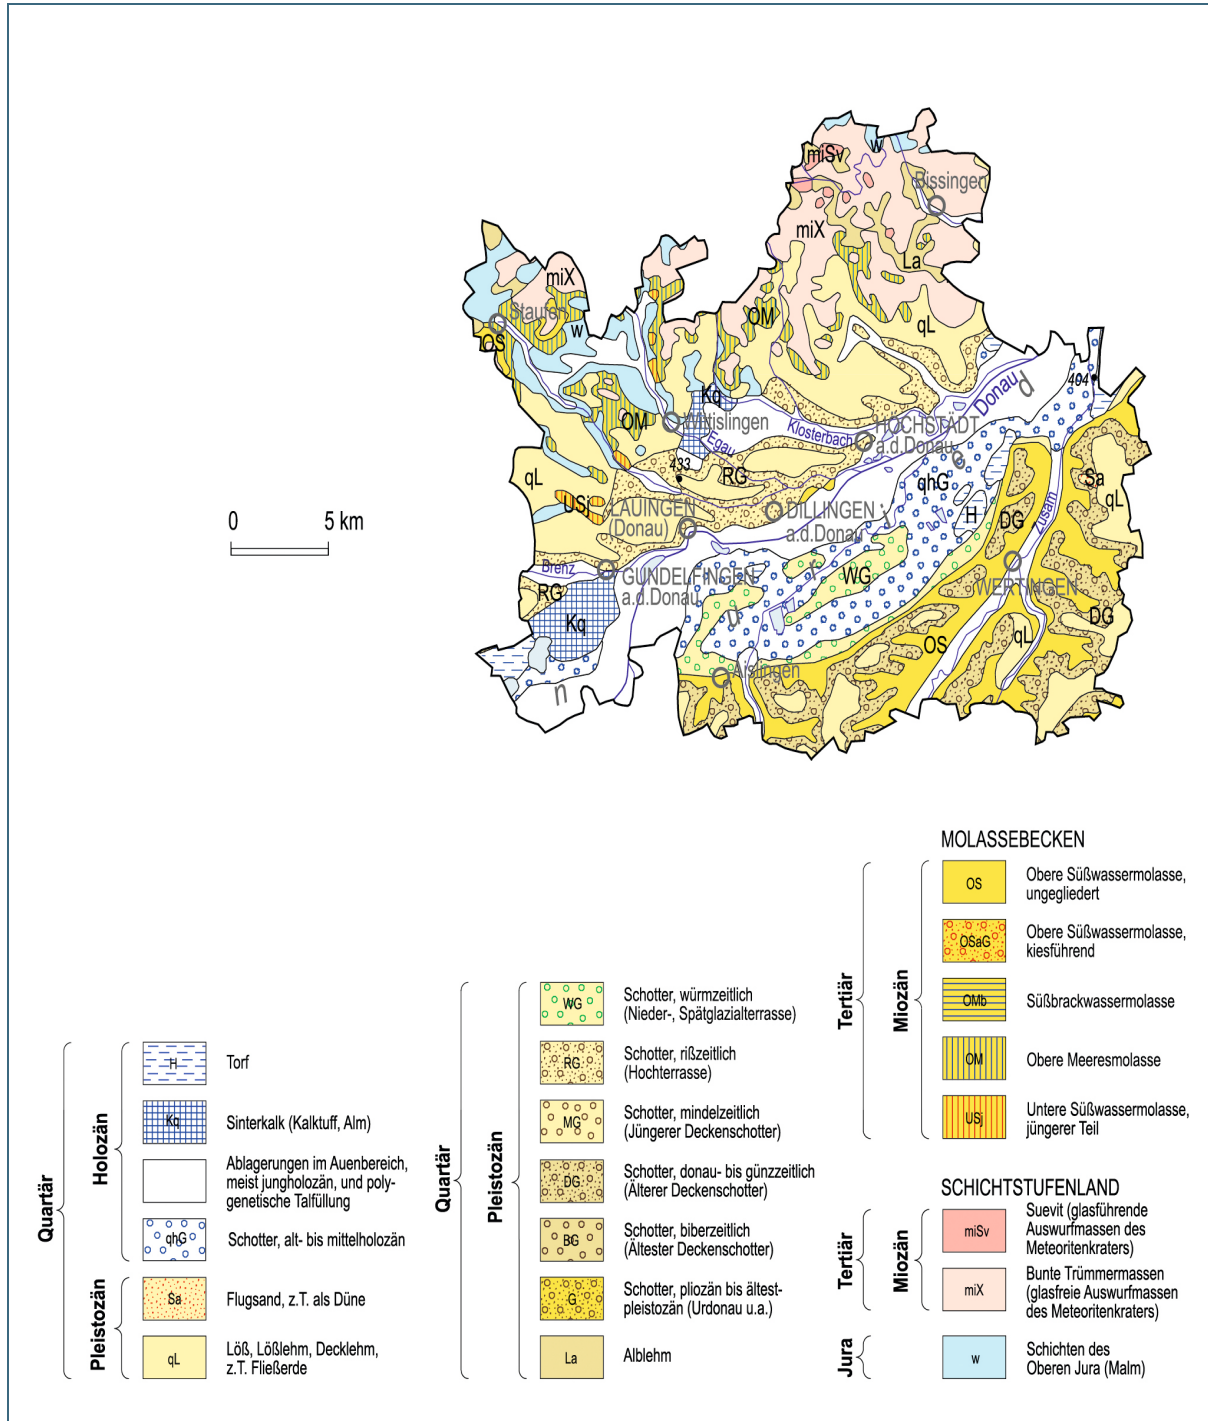 miSv
w
Bissingen
miX
La
miX
Staufen
w
OS
OM
qL
404
Donau
d
Kq
OM
Wittislingen
Egau
Klosterbach
HÖCHSTÄDT
a.d.Donau
e
433
RG
qhG
Sa
qL
qL
USj
LAUINGEN
(Donau)
DILLINGEN
a.d.Donau
i
H
DG
Zusam
0 5 km
Brenz
GUNDELFINGEN
a.d.Donau
r
WG
WERTINGEN
RG
Kq
u
DG
OS
qL
Aislingen
n
MOLASSEBECKEN
OS
Obere Süßwassermolasse,
ungegliedert
OSaG
Obere Süßwassermolasse,
kiesführend
OMb
Süßbrackwassermolasse
OM
Obere Meeresmolasse
USj
Untere Süßwassermolasse,
jüngerer Teil
Tertiär
Miozän
SCHICHTSTUFENLAND
miSv
Suevit (glasführende
Auswurfmassen des
Meteoritenkraters)
miX
Bunte Trümmermassen
(glasfreie Auswurfmassen
des Meteoritenkraters)
Tertiär
Miozän
w
Schichten des
Oberen Jura (Malm)
Jura
WG
Schotter, würmzeitlich
(Nieder-, Spätglazialterrasse)
RG
Schotter, rißzeitlich
(Hochterrasse)
MG
Schotter, mindelzeitlich
(Jüngerer Deckenschotter)
DG
Schotter, donau- bis günzzeitlich
(Älterer Deckenschotter)
BG
Schotter, biberzeitlich
(Ältester Deckenschotter)
G
Schotter, pliozän bis ältest-
pleistozän (Urdonau u.a.)
La
Alblehm
Quartär
Pleistozän
H
Torf
Kq
Sinterkalk (Kalktuff, Alm)
Ablagerungen im Auenbereich,
meist jungholozän, und poly-
genetische Talfüllung
qhG
Schotter, alt- bis mittelholozän
Sa
Flugsand, z.T. als Düne
qL
Löß, Lößlehm, Decklehm,
z.T. Fließerde
Quartär
Holozän
Pleistozän